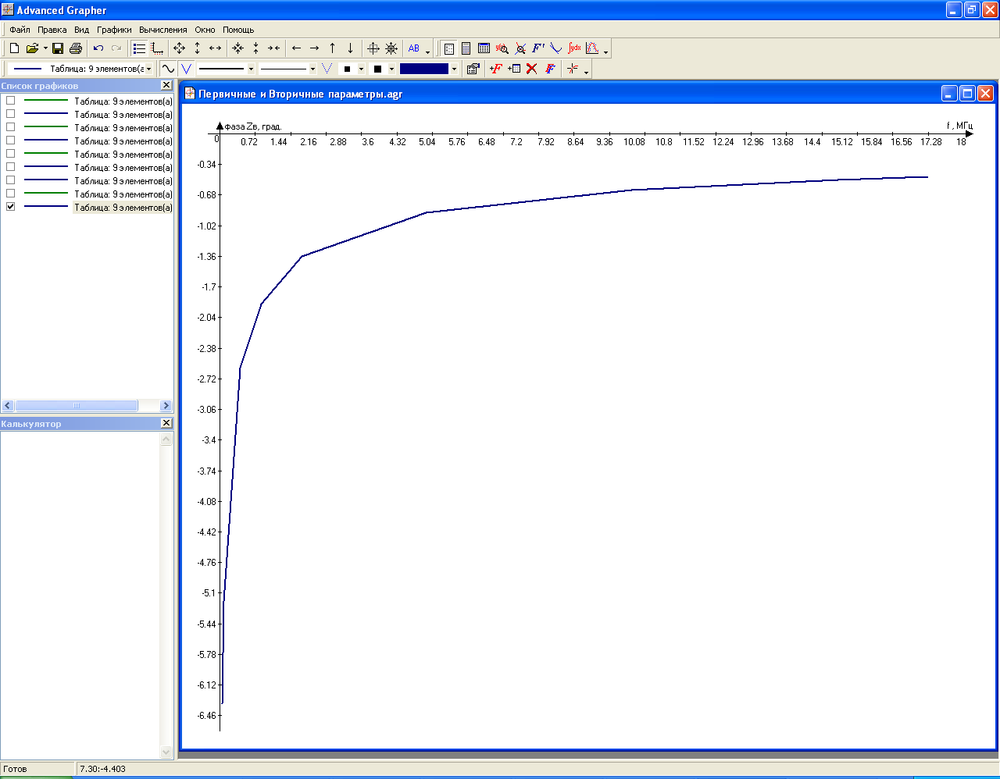 Advanced Grapher
Файл Правка Вид Графики Вычисления Окно Помощь
AB y(x) F' ∫ydx
Таблица: 9 элементов(а
+F F
Список графиков
Таблица: 9 элементов(а)
Таблица: 9 элементов(а)
Таблица: 9 элементов(а)
Таблица: 9 элементов(а)
Таблица: 9 элементов(а)
Таблица: 9 элементов(а)
Таблица: 9 элементов(а)
Таблица: 9 элементов(а)
Таблица: 9 элементов(а)
Калькулятор
Первичные и Вторичные параметры.agr
Фаза Zв, град.
f , МГц
0 0.72 1.44 2.16 2.88 3.6 4.32 5.04 5.76 6.48 7.2 7.92 8.64 9.36 10.08 10.8 11.52 12.24 12.96 13.68 14.4 15.12 15.84 16.56 17.28 18
-0.34
-0.68
-1.02
-1.36
-1.7
-2.04
-2.38
-2.72
-3.06
-3.4
-3.74
-4.08
-4.42
-4.76
-5.1
-5.44
-5.78
-6.12
-6.46
Готов 7.30:-4.403